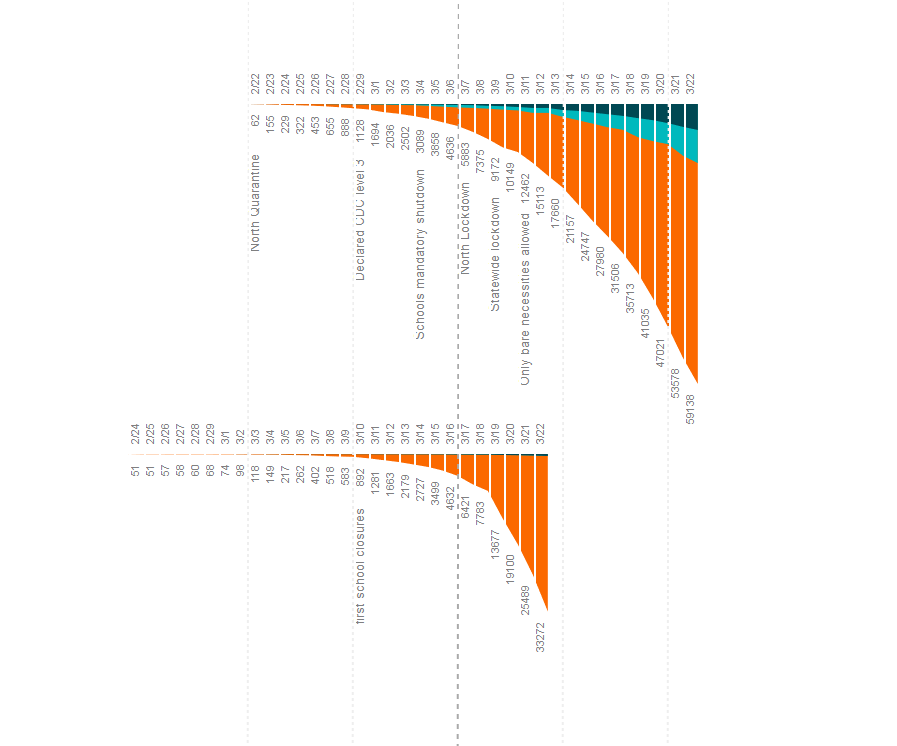 2/22 2/23 2/24 2/25 2/26 2/27 2/28 2/29 3/1 3/2 3/3 3/4 3/5 3/6 3/7 3/8 3/9 3/10 3/11 3/12 3/13 3/14 3/15 3/16 3/17 3/18 3/19 3/20 3/21 3/22
62 155 229 322 453 655 888 1128 1694 2036 2502 3089 3858 4636 5883 7375 9172 10149 12462 15113 17660 21157 24747 27980 31506 35713 41035 47021 53578 59138
North Quarantine
Declared CDC level 3
Schools mandatory shutdown
North Lockdown
Statewide lockdown
Only bare necessities allowed
2/24 2/25 2/26 2/27 2/28 2/29 3/1 3/2 3/3 3/4 3/5 3/6 3/7 3/8 3/9 3/10 3/11 3/12 3/13 3/14 3/15 3/16 3/17 3/18 3/19 3/20 3/21 3/22
51 51 57 58 60 68 74 98 118 149 217 262 402 518 583 892 1281 1663 2179 2727 3499 4632 6421 7783 13677 19100 25489 33272
first school closures